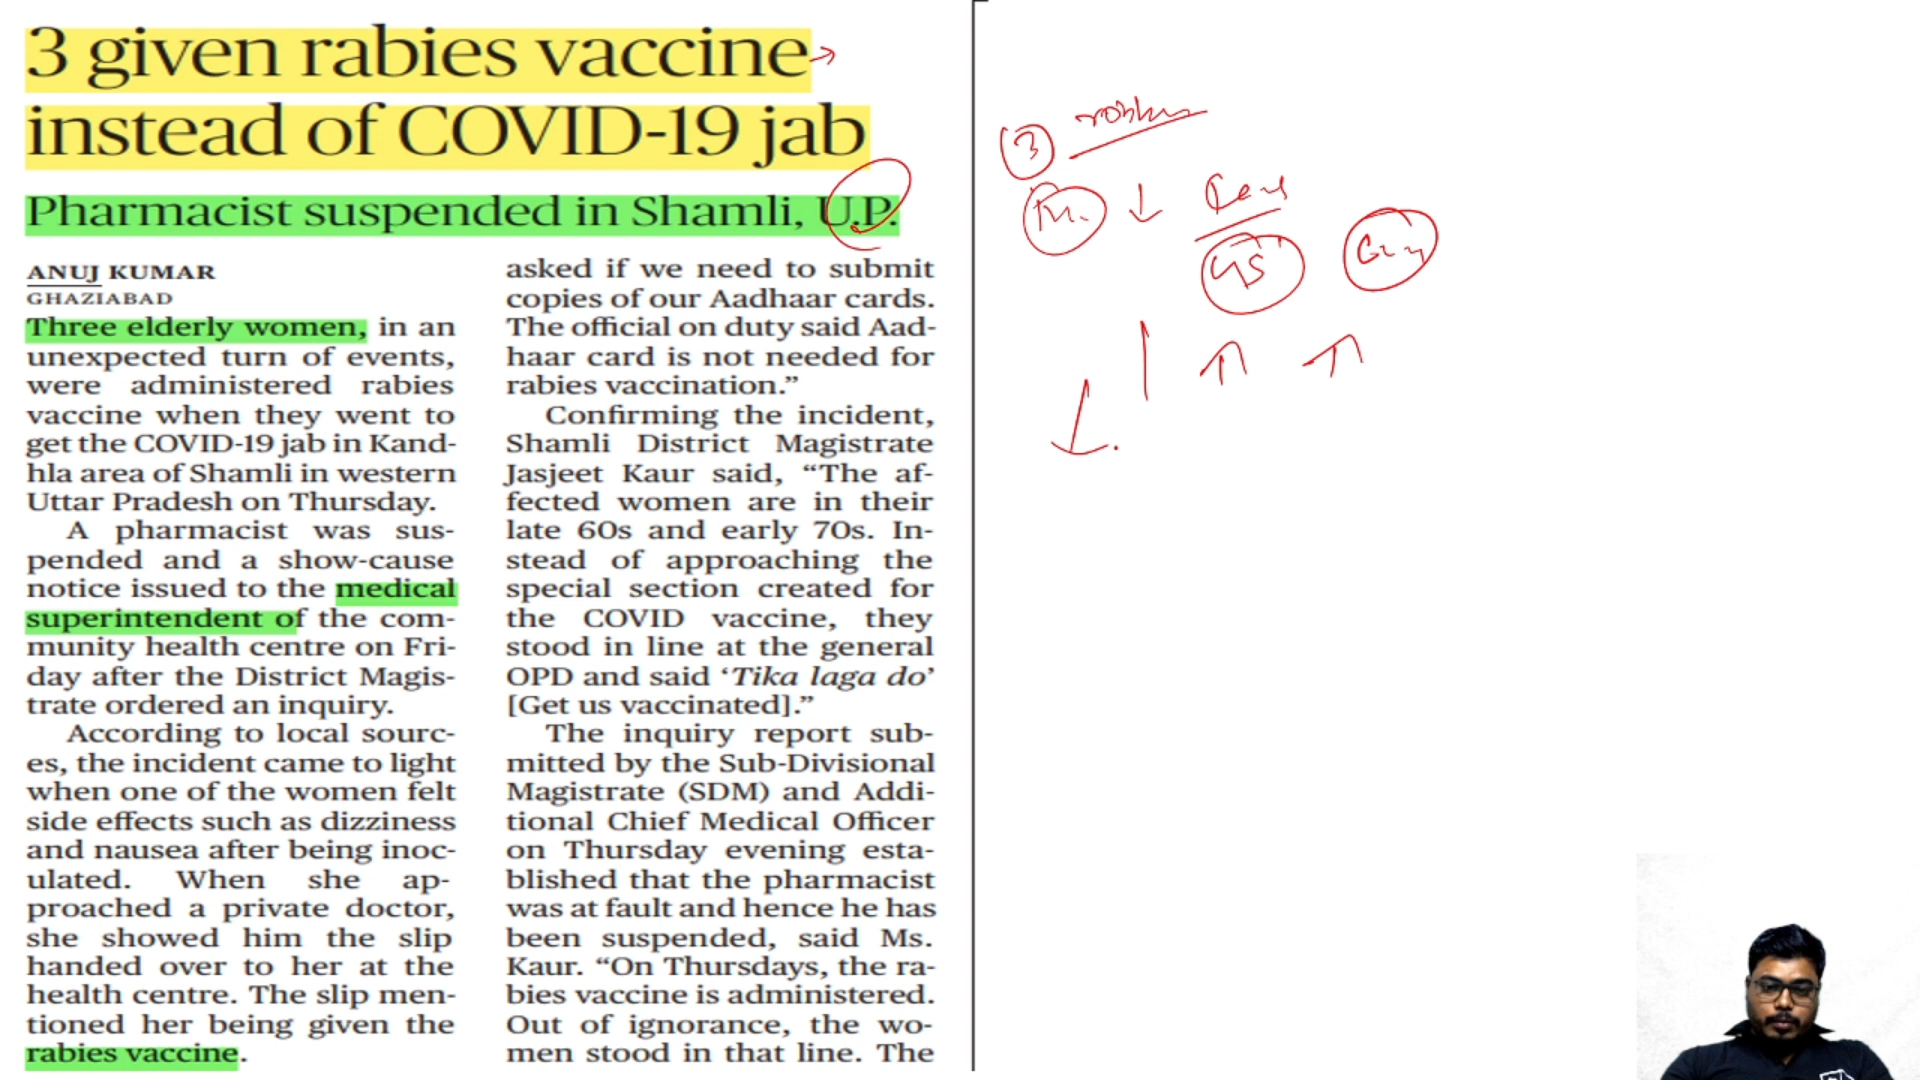 3 given rabies vaccine
instead of COVID-19 jab
Pharmacist suspended in Shamli, U.P.
ANUJ KUMAR
GHAZIABAD
Three elderly women, in an
unexpected turn of events,
were administered rabies
vaccine when they went to
get the COVID-19 jab in Kand-
hla area of Shamli in western
Uttar Pradesh on Thursday.
A pharmacist was sus-
pended and a show-cause
notice issued to the medical
superintendent of the com-
munity health centre on Fri-
day after the District Magis-
trate ordered an inquiry.
According to local sourc-
es, the incident came to light
when one of the women felt
side effects such as dizziness
and nausea after being inoc-
ulated. When she ap-
proached a private doctor,
she showed him the slip
handed over to her at the
health centre. The slip men-
tioned her being given the
rabies vaccine.
asked if we need to submit
copies of our Aadhaar cards.
The official on duty said Aad-
haar card is not needed for
rabies vaccination.”
Confirming the incident,
Shamli District Magistrate
Jasjeet Kaur said, “The af-
fected women are in their
late 60s and early 70s. In-
stead of approaching the
special section created for
the COVID vaccine, they
stood in line at the general
OPD and said ‘Tika laga do’
[Get us vaccinated].”
The inquiry report sub-
mitted by the Sub-Divisional
Magistrate (SDM) and Addi-
tional Chief Medical Officer
on Thursday evening esta-
blished that the pharmacist
was at fault and hence he has
been suspended, said Ms.
Kaur. “On Thursdays, the ra-
bies vaccine is administered.
Out of ignorance, the wo-
men stood in that line. The
3